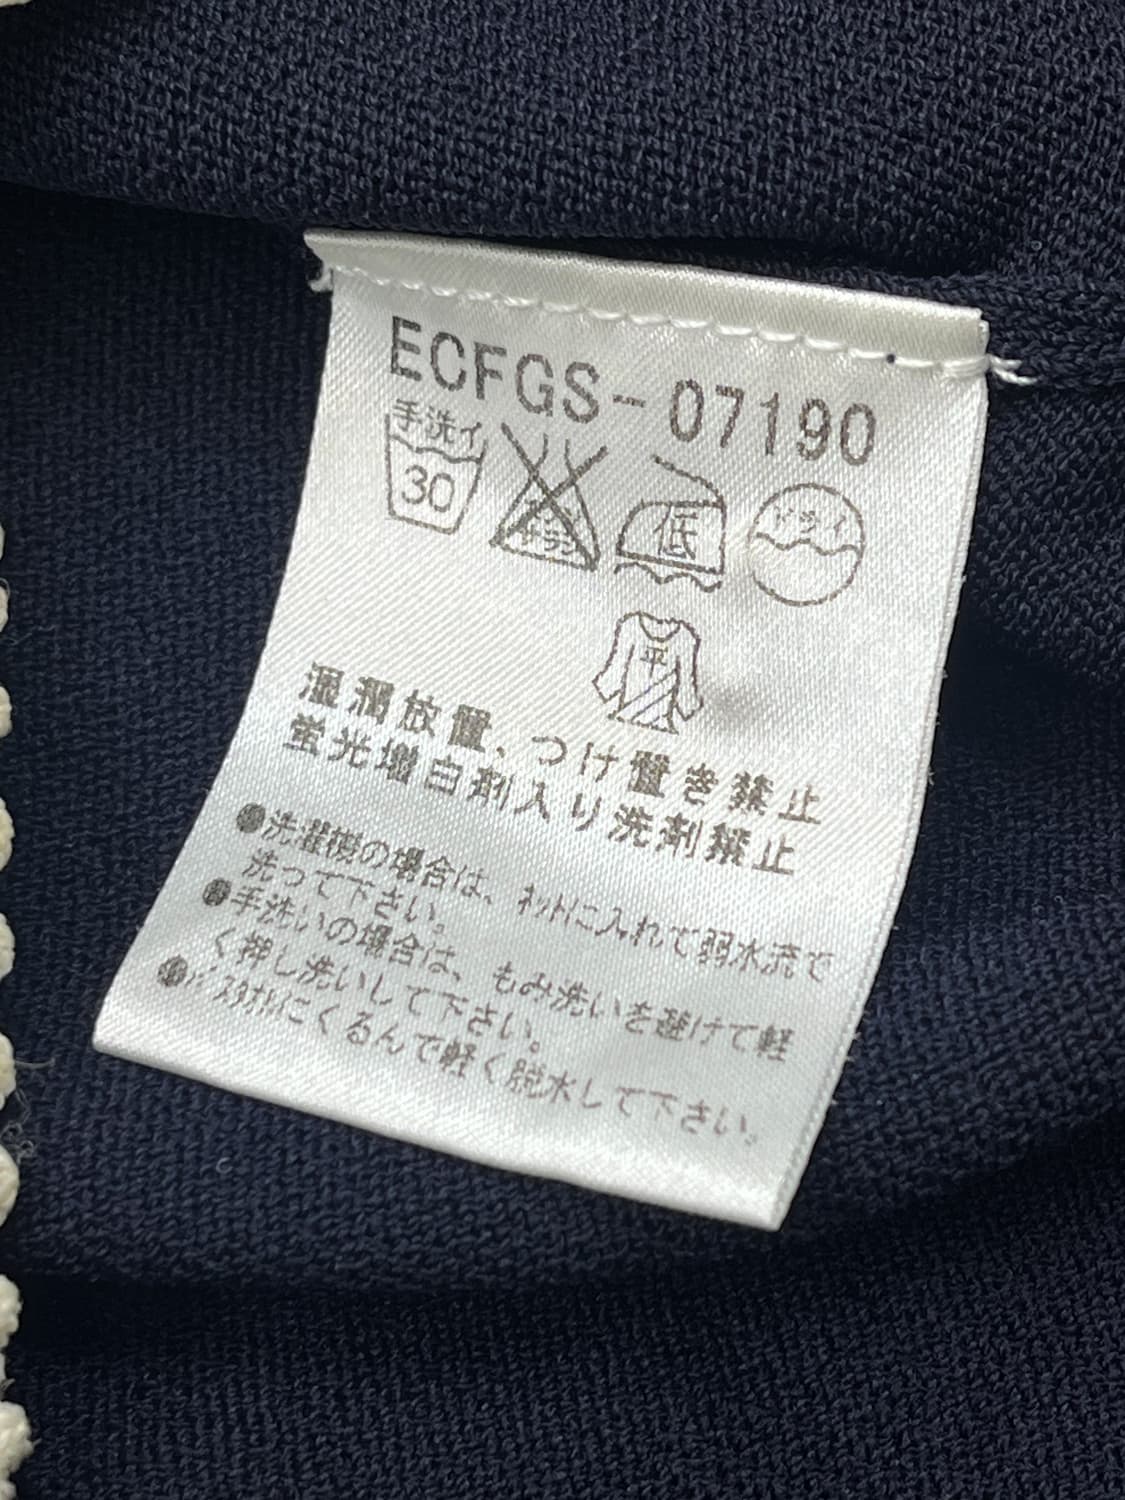 ECFGS-07190
手洗イ
30
低
ドライ
平
湿潤放置、つけ置き禁止
蛍光増白剤入り洗剤禁止
●洗濯機の場合は、ネットに入れて弱水流で
洗って下さい。
●手洗いの場合は、もみ洗いを避けて軽
く押し洗いして下さい。
●バスタオルにくるんで軽く脱水して下さい。